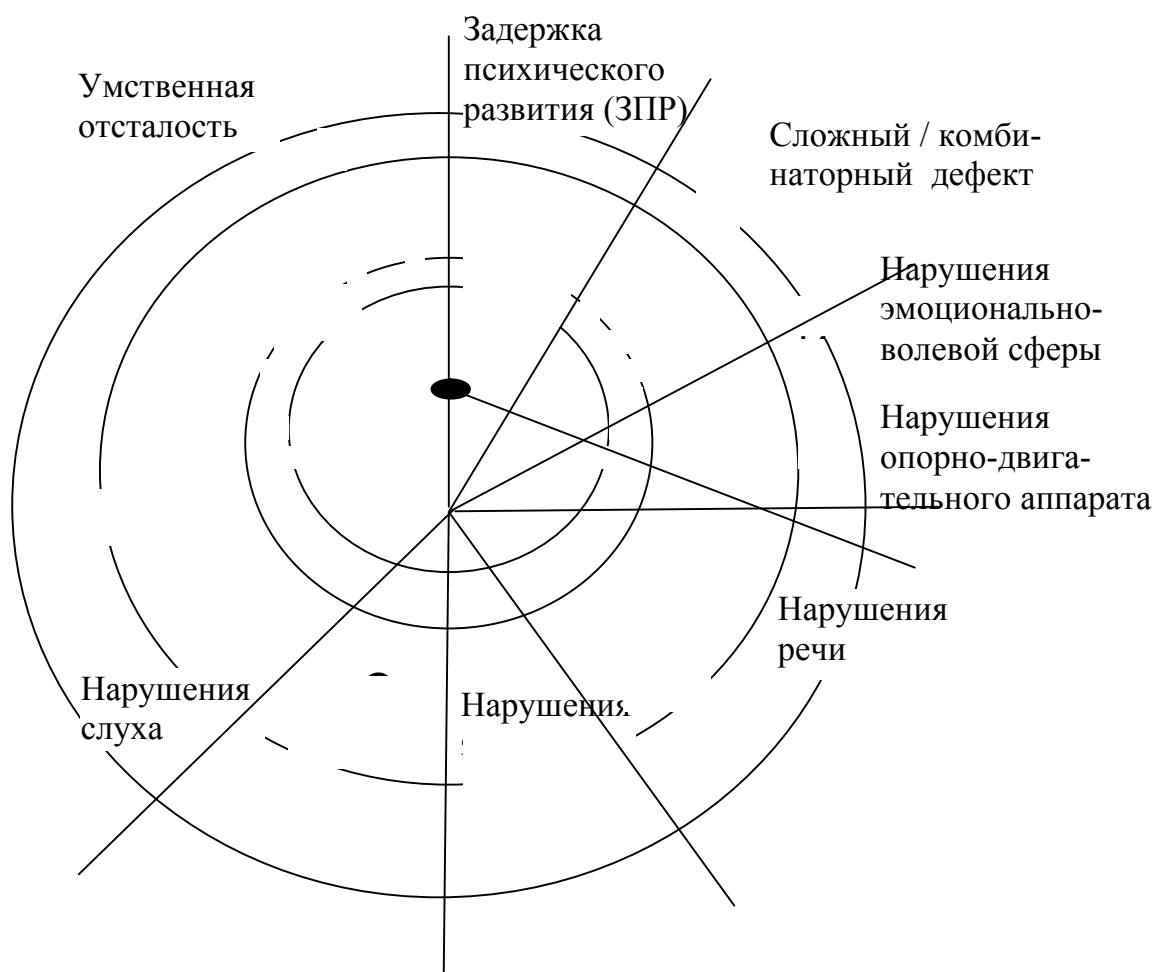 Задержка
психического
развития (ЗПР)
Умственная
отсталость
Сложный / комби-
наторный дефект
Нарушения
эмоционально-
волевой сферы
Нарушения
опорно-двига-
тельного аппарата
Нарушения
речи
Нарушения
слуха
Нарушения